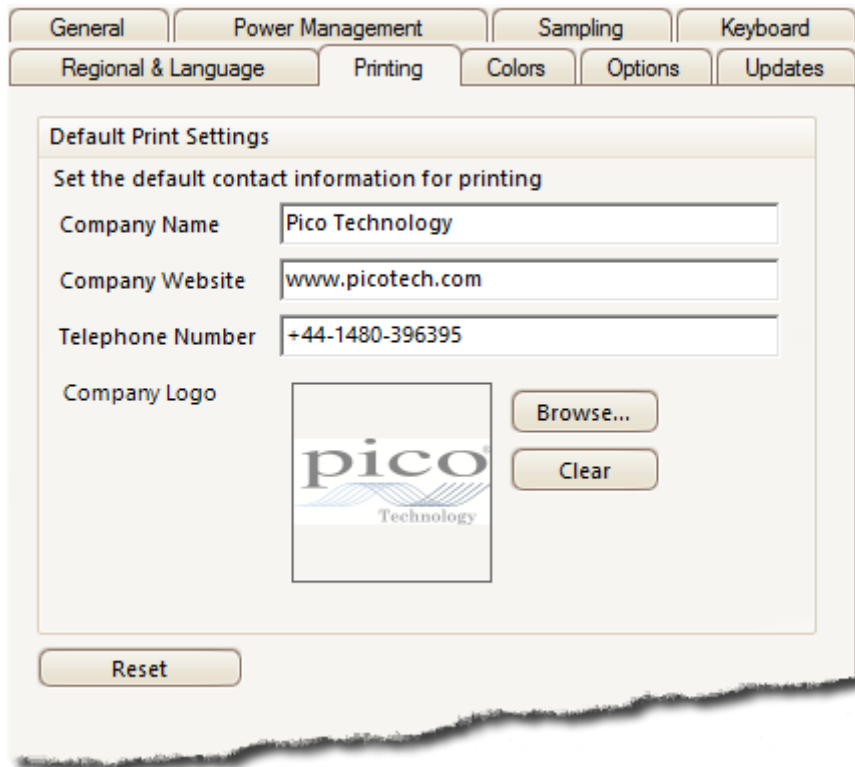 General Power Management Sampling Keyboard
Regional & Language Printing Colors Options Updates
Default Print Settings
Set the default contact information for printing
Company Name Pico Technology
Company Website www.picotech.com
Telephone Number +44-1480-396395
Company Logo
Browse...
pico®
Clear
Technology
Reset